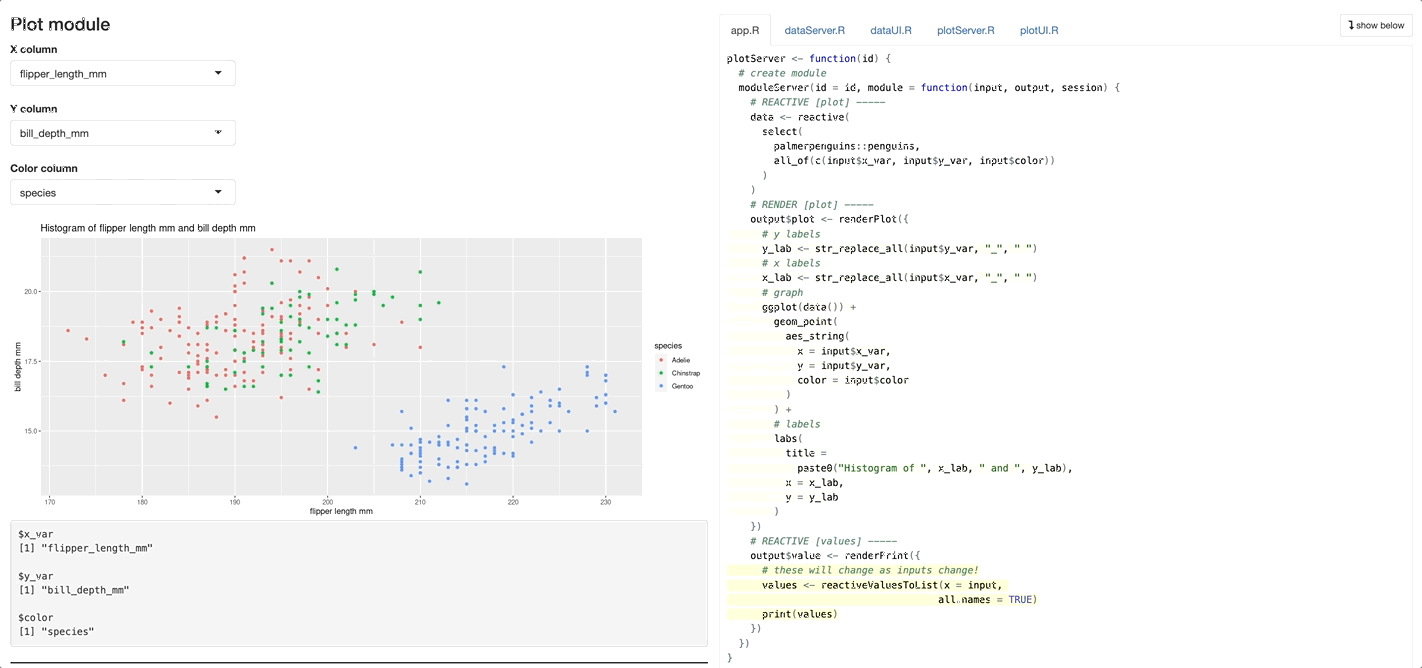 Plot module
X column
flipper_length_mm
Y column
bill_depth_mm
Color column
species
Histogram of flipper length mm and bill depth mm
20.0
17.5
15.0
bill depth mm
170 180 190 200 210 220 230
flipper length mm
species
Adelie
Chinstrap
Gentoo
$x_var
[1] "flipper_length_mm"
$y_var
[1] "bill_depth_mm"
$color
[1] "species"
app.R dataServer.R dataUI.R plotServer.R plotUI.R
show below
plotServer <- function(id) {
# create module
moduleServer(id = id, module = function(input, output, session) {
# REACTIVE [plot] -----
data <- reactive(
select(
palmerpenguins::penguins,
all_of(c(input$x_var, input$y_var, input$color))
)
)
# RENDER [plot] -----
output$plot <- renderPlot({
# y labels
y_lab <- str_replace_all(input$y_var, "_", " ")
# x labels
x_lab <- str_replace_all(input$x_var, "_", " ")
# graph
ggplot(data()) +
geom_point(
aes_string(
x = input$x_var,
y = input$y_var,
color = input$color
)
) +
# labels
labs(
title =
paste0("Histogram of ", x_lab, " and ", y_lab),
x = x_lab,
y = y_lab
)
})
# REACTIVE [values] -----
output$value <- renderPrint({
# these will change as inputs change!
values <- reactiveValuesToList(x = input,
all.names = TRUE)
print(values)
})
})
}